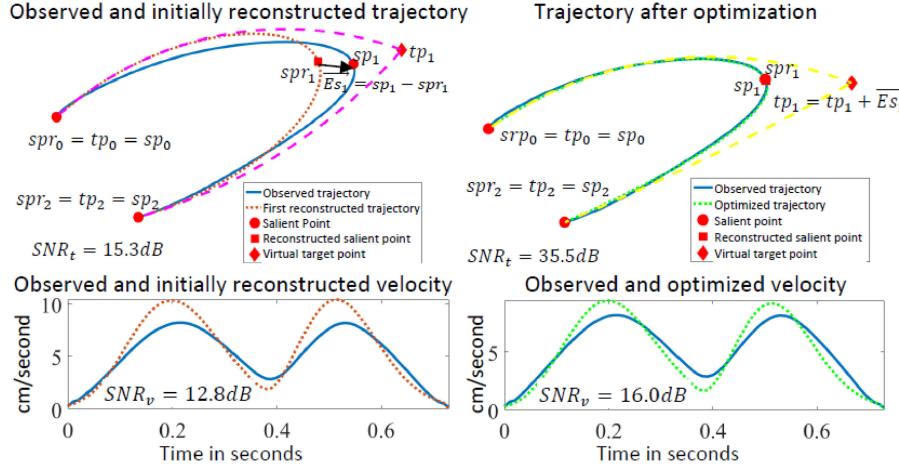 Observed and initially reconstructed trajectory
tp₁
sp₁
spr₁
Es₁ = sp₁ − spr₁
spr₀ = tp₀ = sp₀
spr₂ = tp₂ = sp₂
Observed trajectory
First reconstructed trajectory
Salient Point
Reconstructed salient point
Virtual target point
SNRₜ = 15.3dB
Trajectory after optimization
spr₁
sp₁
tp₁ = tp₁ + Es
srp₀ = tp₀ = sp₀
spr₂ = tp₂ = sp₂
Observed trajectory
Optimized trajectory
Salient point
Reconstructed salient point
Virtual target point
SNRₜ = 35.5dB
Observed and initially reconstructed velocity
10
5
0
cm/second
SNRᵥ = 12.8dB
0 0.2 0.4 0.6
Time in seconds
Observed and optimized velocity
cm/second
SNRᵥ = 16.0dB
0 0.2 0.4 0.6
Time in seconds